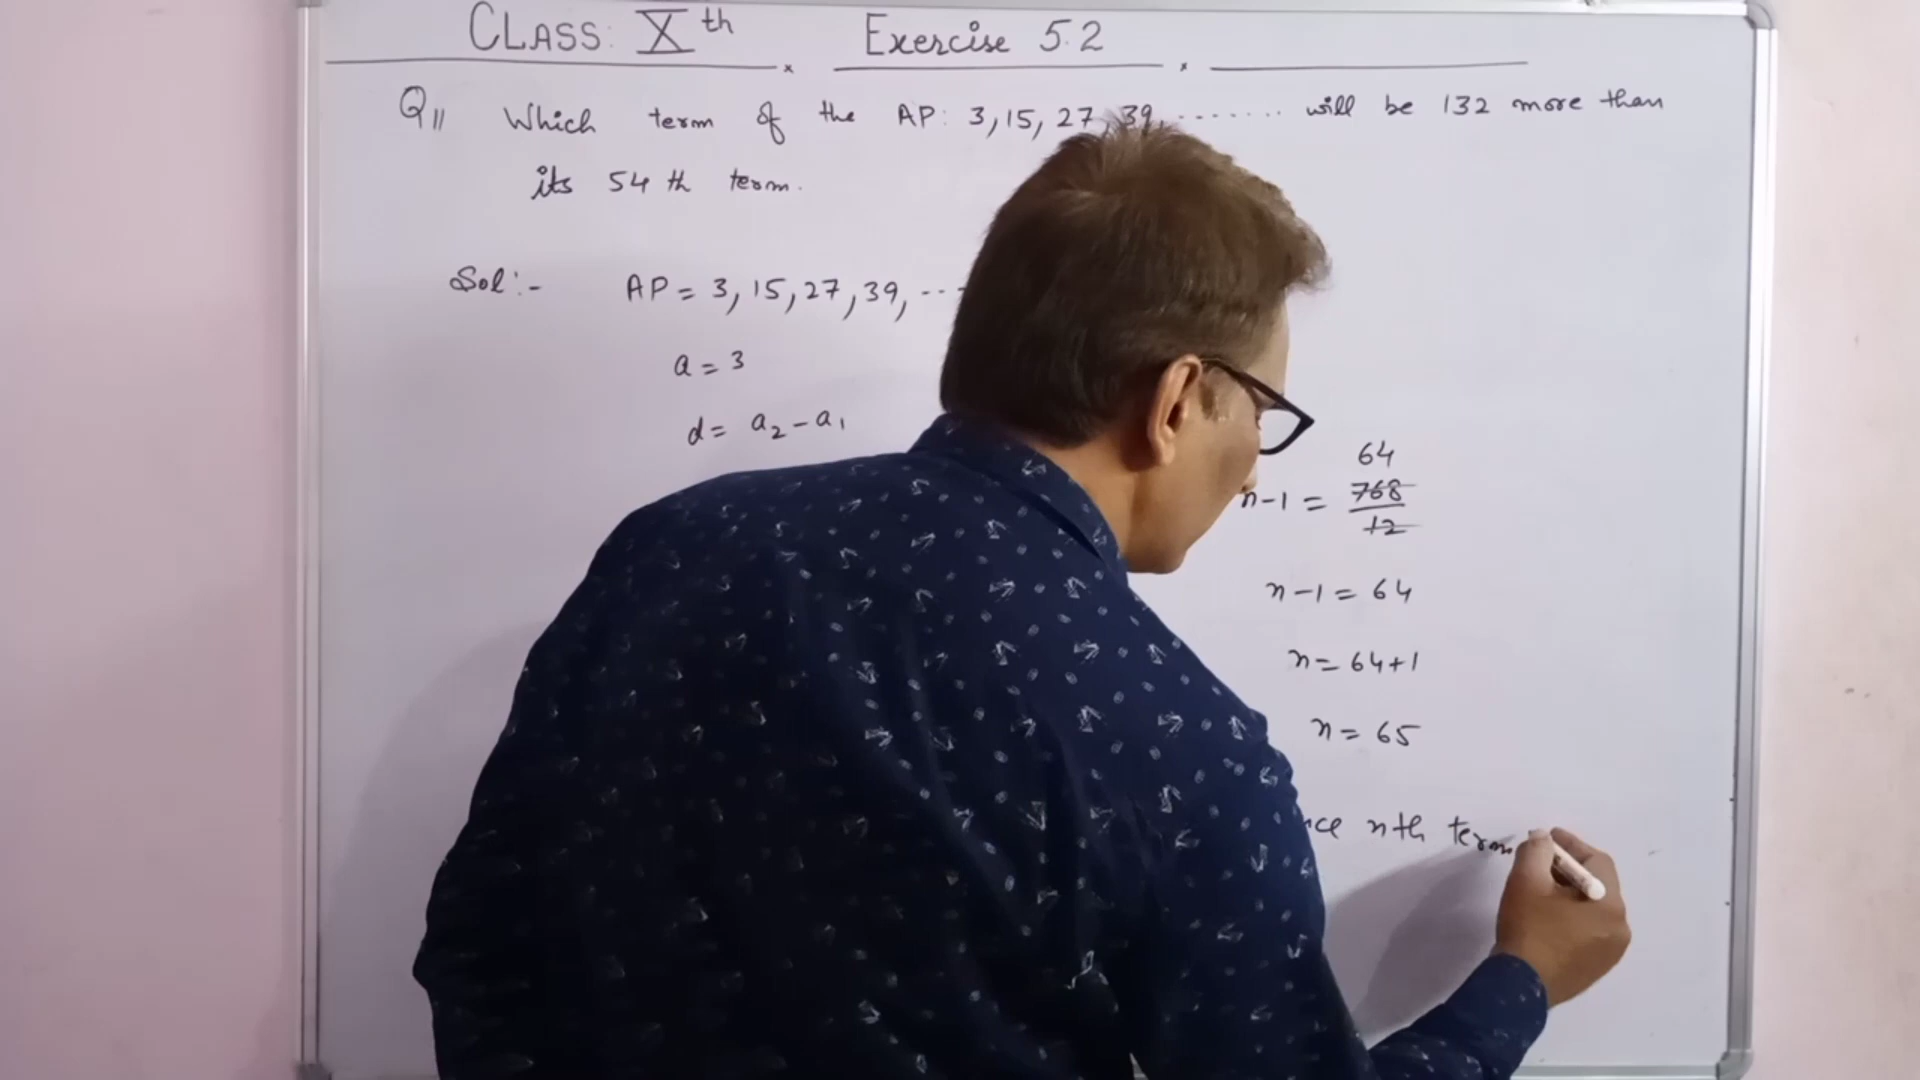 CLASS: Xth Exercise 5.2
Q11 Which term of the AP: 3,15, 27, 39, ........ will be 132 more than
its 54 th term.
Sol:- AP = 3, 15, 27, 39, ...
a = 3
d = a2 - a1
64
n-1 = 768/12
n-1 = 64
n = 64+1
n = 65
nth term